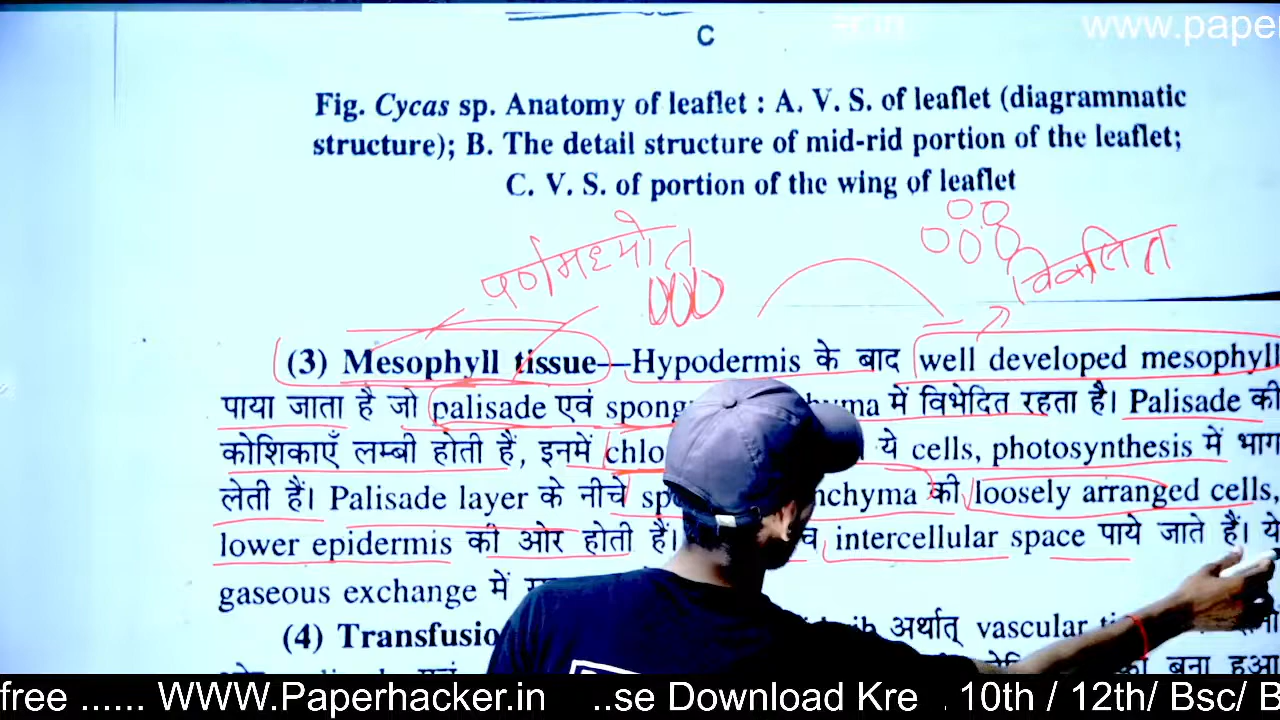 www.pape
C
Fig. Cycas sp. Anatomy of leaflet : A. V. S. of leaflet (diagrammatic
structure); B. The detail structure of mid-rid portion of the leaflet;
C. V. S. of portion of the wing of leaflet
पर्णमध्योत
विकसित
(3) Mesophyll tissue—Hypodermis के बाद well developed mesophyll
पाया जाता है जो palisade एवं spong में विभेदित रहता है। Palisade की
कोशिकाएँ लम्बी होती हैं, इनमें chlo ये cells, photosynthesis में भाग
लेती हैं। Palisade layer के नीचे sp nchyma की loosely arranged cells,
lower epidermis की ओर होती हैं। व intercellular space पाये जाते हैं। ये
gaseous exchange में
(4) Transfusio अर्थात् vascular
का बना हुआ
free ...... WWW.Paperhacker.in ..se Download Kre . 10th / 12th/ Bsc/ B